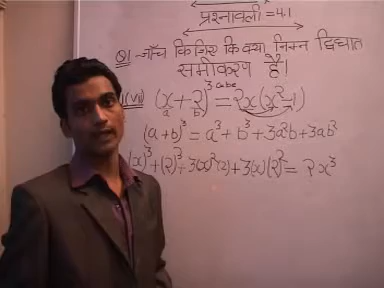 प्रश्नावली = 4.1
Q1 - जाँच कीजिए कि क्या निम्न द्विघात
समीकरण है।
(vii) (x+2)³ = 2x(x²-1)
a b
(a+b)³ = a³+b³+3a²b+3ab²
(x)³+(2)³+3(x)²(2)+3(x)(2)² = 2x³